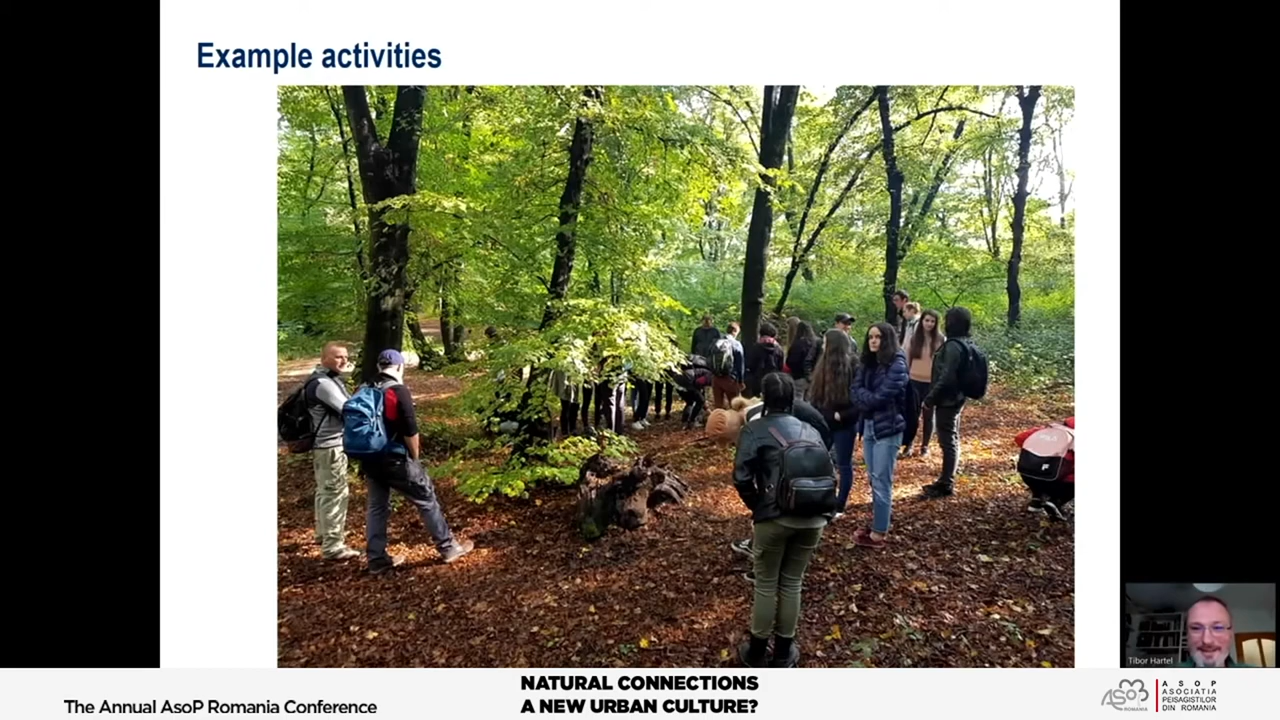 Example activities
Tibor Hartel
The Annual AsoP Romania Conference
NATURAL CONNECTIONS
A NEW URBAN CULTURE?
ASOP
ROMANIA
A S O P
ASOCIATIA
PEISAGISTILOR
DIN ROMANIA